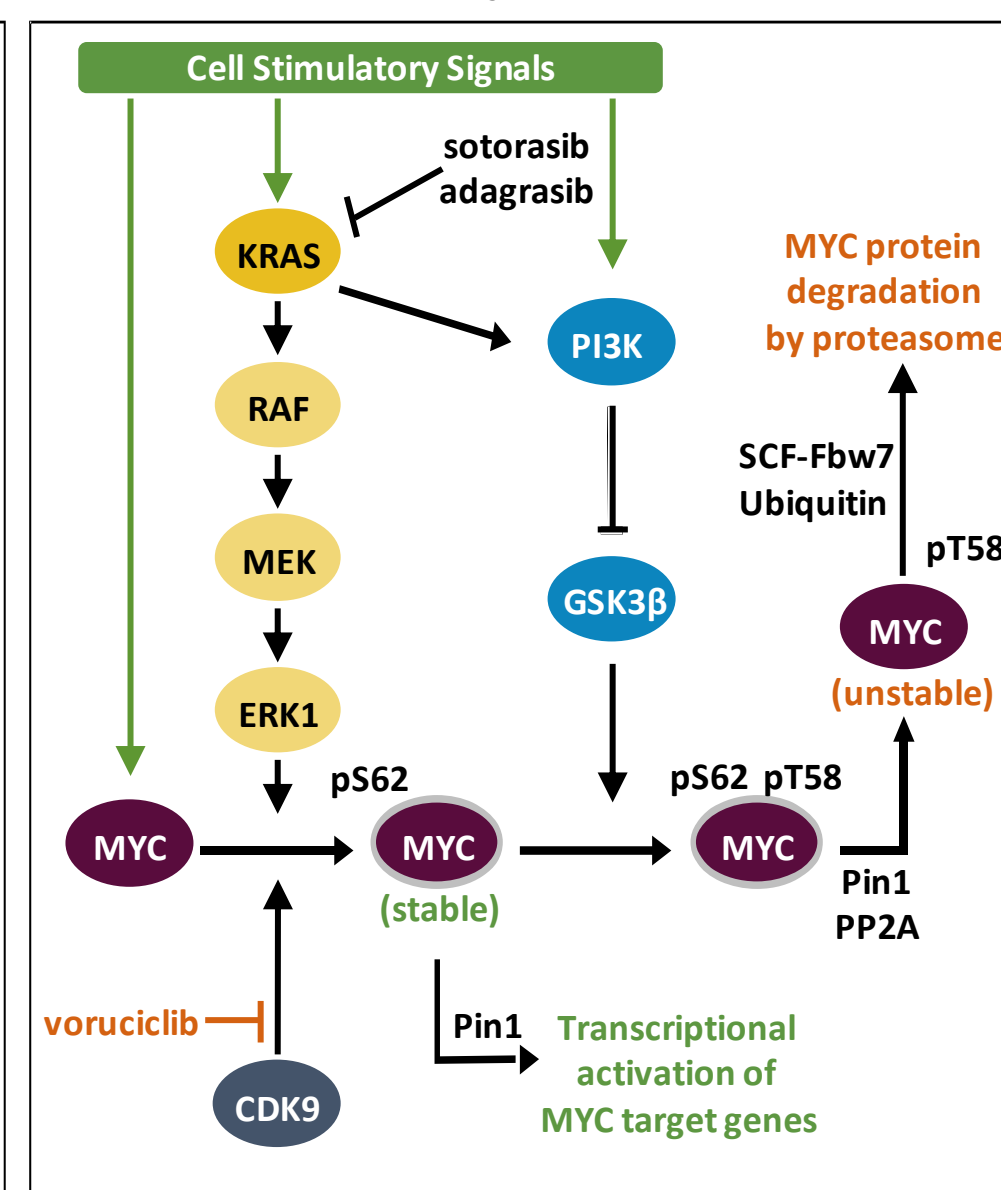 Cell Stimulatory Signals
sotorasib
adagrasib
KRAS
MYC protein
degradation
by proteasome
PI3K
RAF
SCF-Fbw7
Ubiquitin
pT58
MEK
GSK3β
MYC
(unstable)
ERK1
pS62
pS62 pT58
MYC
MYC
MYC
(stable)
Pin1
PP2A
voruciclib
Pin1
Transcriptional
activation of
MYC target genes
CDK9